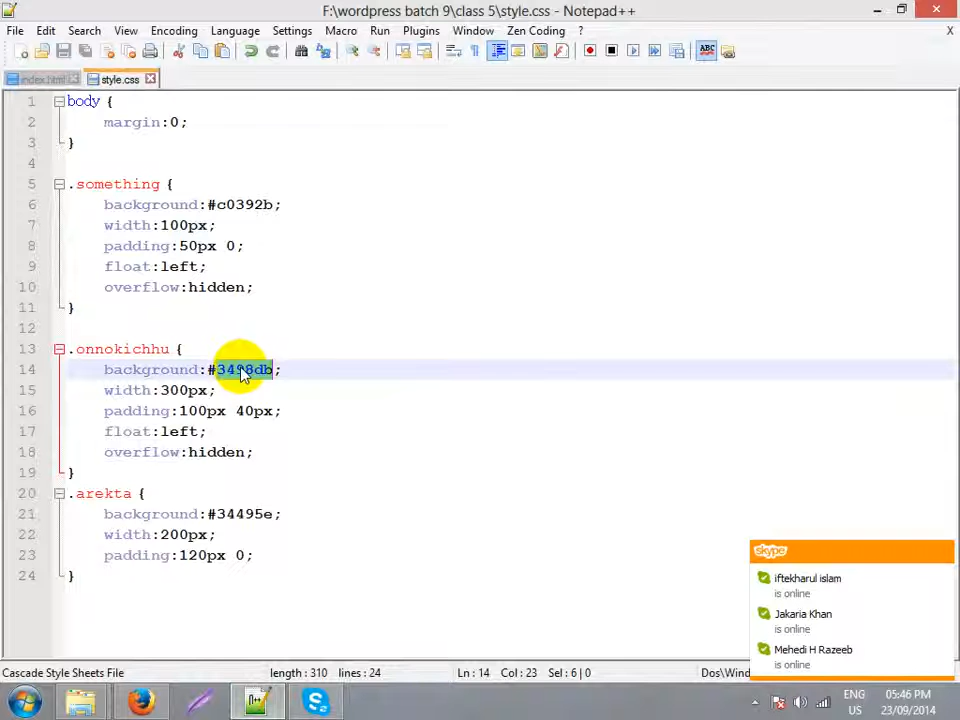 F:\wordpress batch 9\class 5\style.css - Notepad++
File Edit Search View Encoding Language Settings Macro Run Plugins Window Zen Coding ? X
index.html style.css
1 body {
2 margin:0;
3 }
4
5 .something {
6 background:#c0392b;
7 width:100px;
8 padding:50px 0;
9 float:left;
10 overflow:hidden;
11 }
12
13 .onnokichhu {
14 background:#3498db;
15 width:300px;
16 padding:100px 40px;
17 float:left;
18 overflow:hidden;
19 }
20 .arekta {
21 background:#34495e;
22 width:200px;
23 padding:120px 0;
24 }
skype
iftekharul islam
is online
Jakaria Khan
is online
Mehedi H Razeeb
is online
Cascade Style Sheets File length : 310 lines : 24 Ln : 14 Col : 23 Sel : 6 | 0 Dos\Wind
ENG 05:46 PM
US 23/09/2014